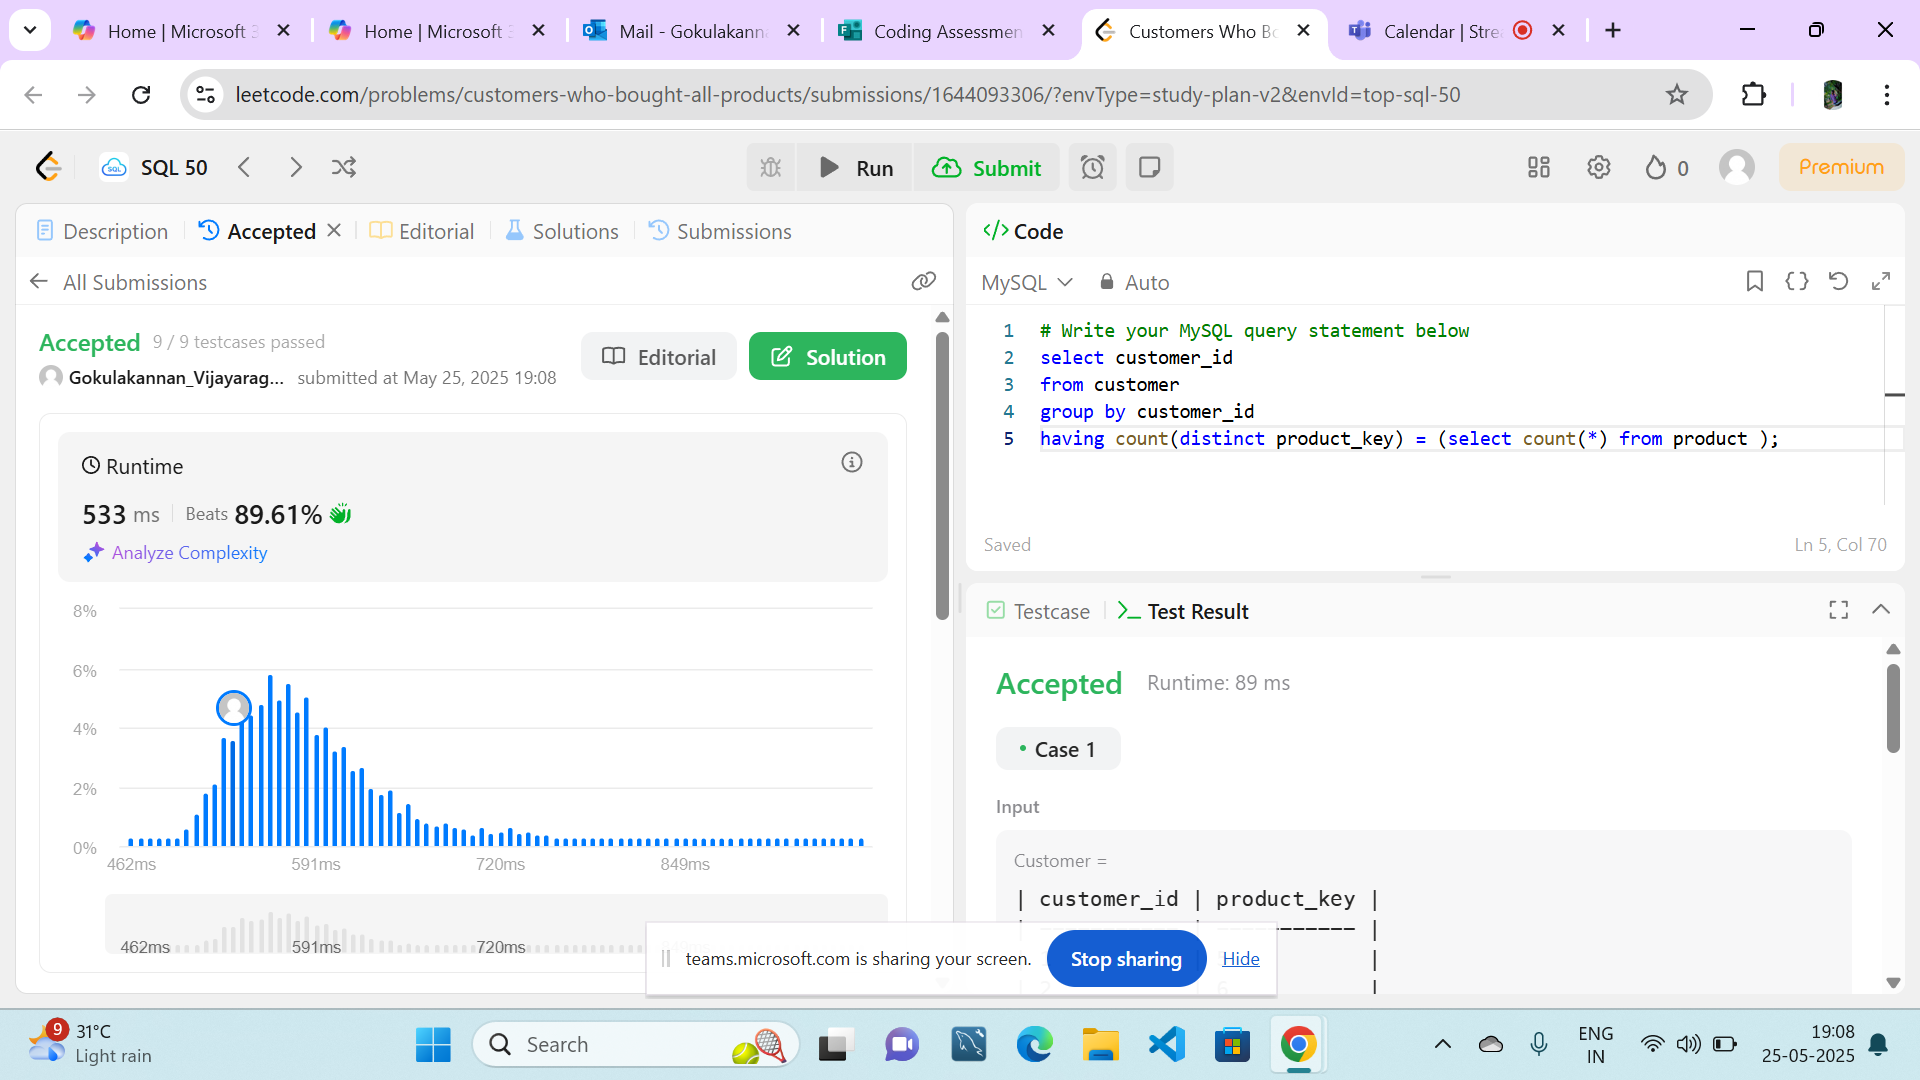 Home | Microsoft 3
Home | Microsoft 3
Mail - Gokulakann
Coding Assessmen
Customers Who Bo
Calendar | Stre
leetcode.com/problems/customers-who-bought-all-products/submissions/1644093306/?envType=study-plan-v2&envId=top-sql-50
SQL
SQL 50
Run
Submit
0
Premium
Description
Accepted
Editorial
Solutions
Submissions
All Submissions
Accepted
9 / 9 testcases passed
Gokulakannan_Vijayarag...
submitted at May 25, 2025 19:08
Editorial
Solution
Runtime
533 ms
Beats 89.61%
Analyze Complexity
8%
6%
4%
2%
0%
462ms
591ms
720ms
849ms
462ms
591ms
720ms
</> Code
MySQL
Auto
1 # Write your MySQL query statement below
2 select customer_id
3 from customer
4 group by customer_id
5 having count(distinct product_key) = (select count(*) from product );
Saved
Ln 5, Col 70
Testcase
Test Result
Accepted
Runtime: 89 ms
Case 1
Input
Customer =
| customer_id | product_key |
teams.microsoft.com is sharing your screen.
Stop sharing
Hide
9
31°C
Light rain
Search
ENG
IN
19:08
25-05-2025